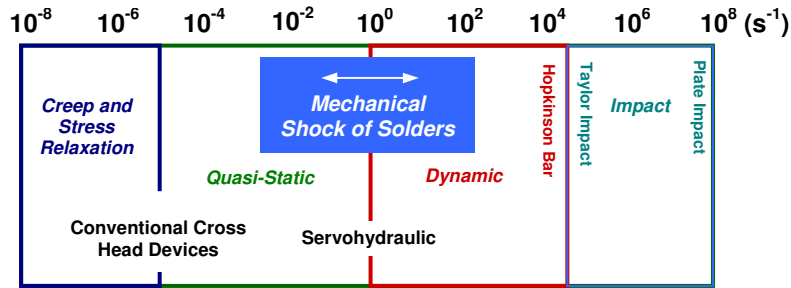 10⁻⁸ 10⁻⁶ 10⁻⁴ 10⁻² 10⁰ 10² 10⁴ 10⁶ 10⁸ (s⁻¹)
Creep and
Stress
Relaxation
Mechanical
Shock of Solders
Quasi-Static
Dynamic
Hopkinson Bar
Taylor Impact
Impact
Plate Impact
Conventional Cross
Head Devices
Servohydraulic